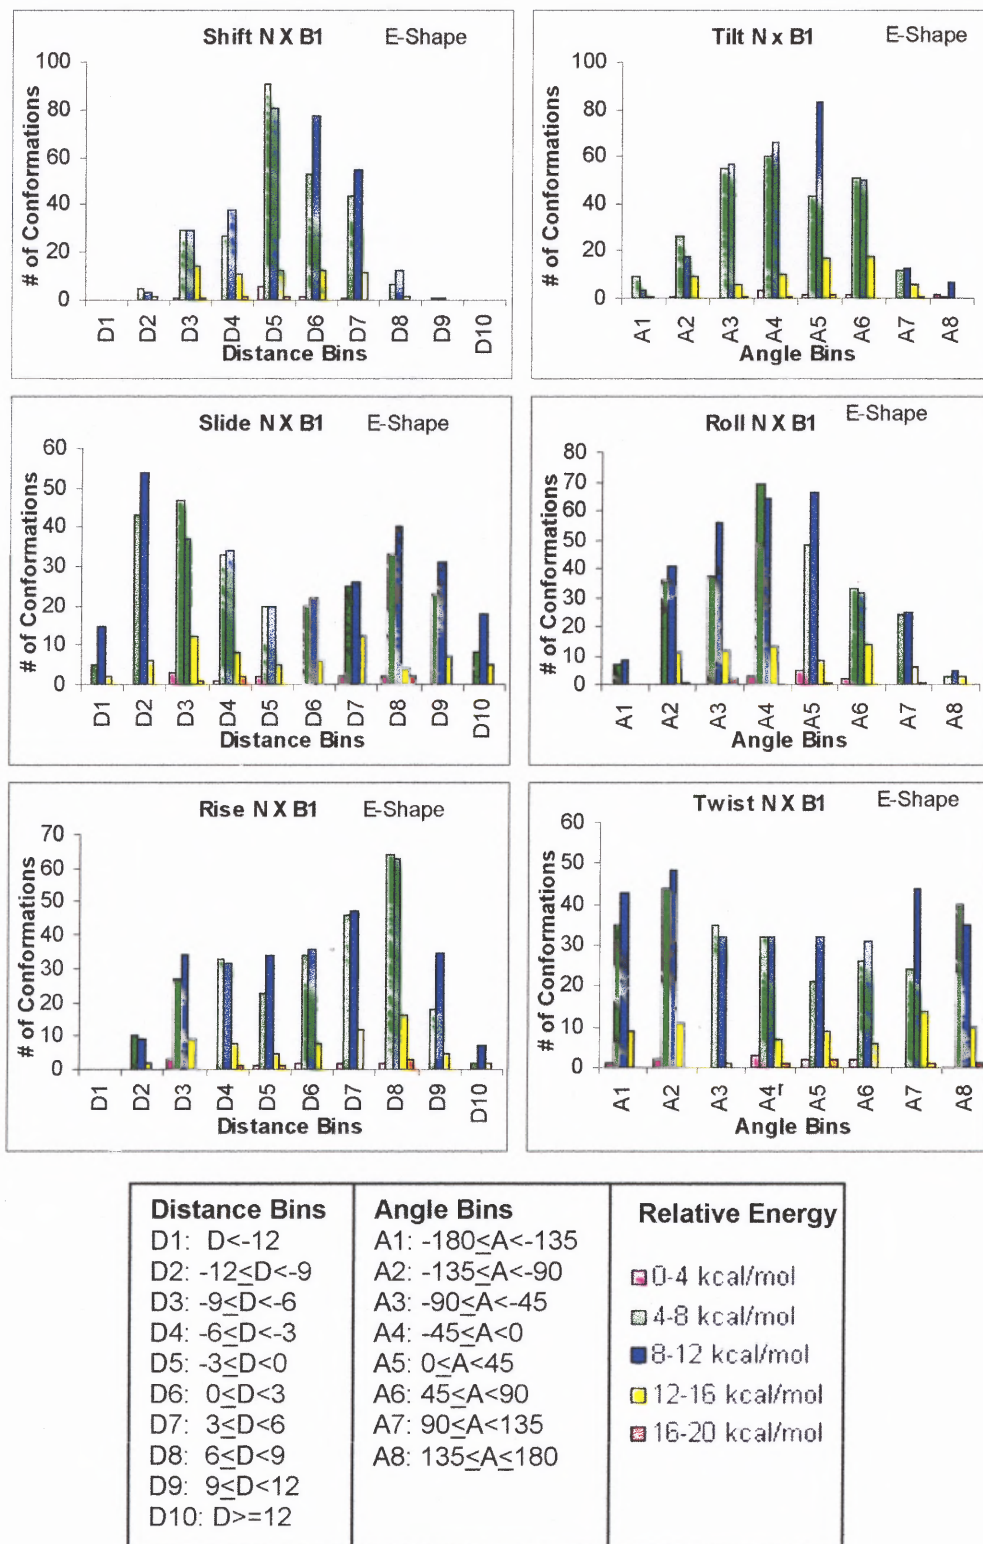 Shift N X B1 E-Shape
# of Conformations
100
80
60
40
20
0
D1 D2 D3 D4 D5 D6 D7 D8 D9 D10
Distance Bins
Tilt N x B1 E-Shape
# of Conformations
100
80
60
40
20
0
A1 A2 A3 A4 A5 A6 A7 A8
Angle Bins
Slide N X B1 E-Shape
# of Conformations
60
50
40
30
20
10
0
D1 D2 D3 D4 D5 D6 D7 D8 D9 D10
Distance Bins
Roll N X B1 E-Shape
# of Conformations
80
70
60
50
40
30
20
10
0
A1 A2 A3 A4 A5 A6 A7 A8
Angle Bins
Rise N X B1 E-Shape
# of Conformations
70
60
50
40
30
20
10
0
D1 D2 D3 D4 D5 D6 D7 D8 D9 D10
Distance Bins
Twist N X B1 E-Shape
# of Conformations
60
50
40
30
20
10
0
A1 A2 A3 A4 A5 A6 A7 A8
Angle Bins
Distance Bins
D1: D<-12
D2: -12≤D<-9
D3: -9≤D<-6
D4: -6≤D<-3
D5: -3≤D<0
D6: 0≤D<3
D7: 3≤D<6
D8: 6≤D<9
D9: 9≤D<12
D10: D>=12
Angle Bins
A1: -180≤A<-135
A2: -135≤A<-90
A3: -90≤A<-45
A4: -45≤A<0
A5: 0≤A<45
A6: 45≤A<90
A7: 90≤A<135
A8: 135≤A≤180
Relative Energy
0-4 kcal/mol
4-8 kcal/mol
8-12 kcal/mol
12-16 kcal/mol
16-20 kcal/mol